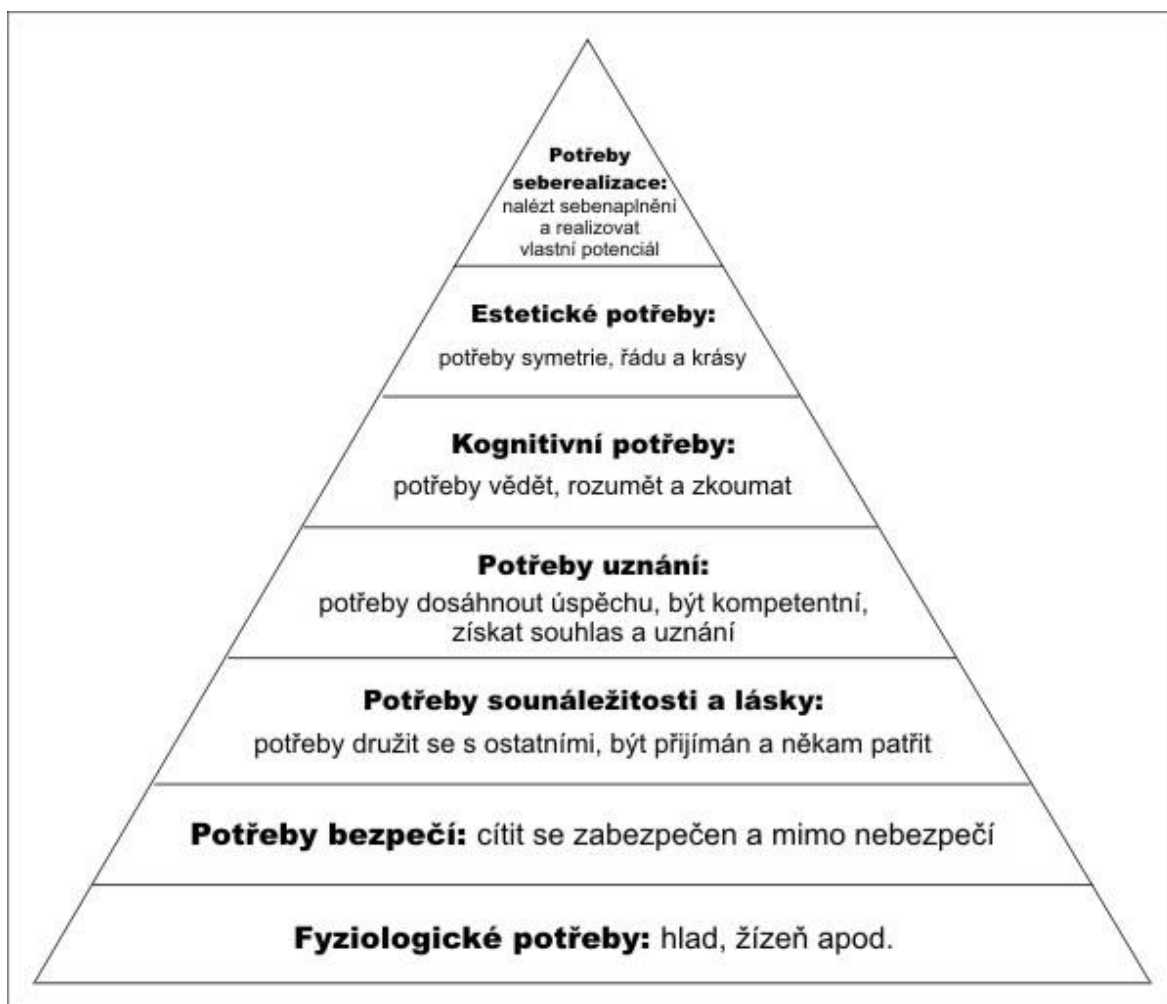 Potřeby
seberealizace:
nalézt sebenaplnění
a realizovat
vlastní potenciál
Estetické potřeby:
potřeby symetrie, řádu a krásy
Kognitivní potřeby:
potřeby vědět, rozumět a zkoumat
Potřeby uznání:
potřeby dosáhnout úspěchu, být kompetentní,
získat souhlas a uznání
Potřeby sounáležitosti a lásky:
potřeby družit se s ostatními, být přijímán a někam patřit
Potřeby bezpečí: cítit se zabezpečen a mimo nebezpečí
Fyziologické potřeby: hlad, žízeň apod.